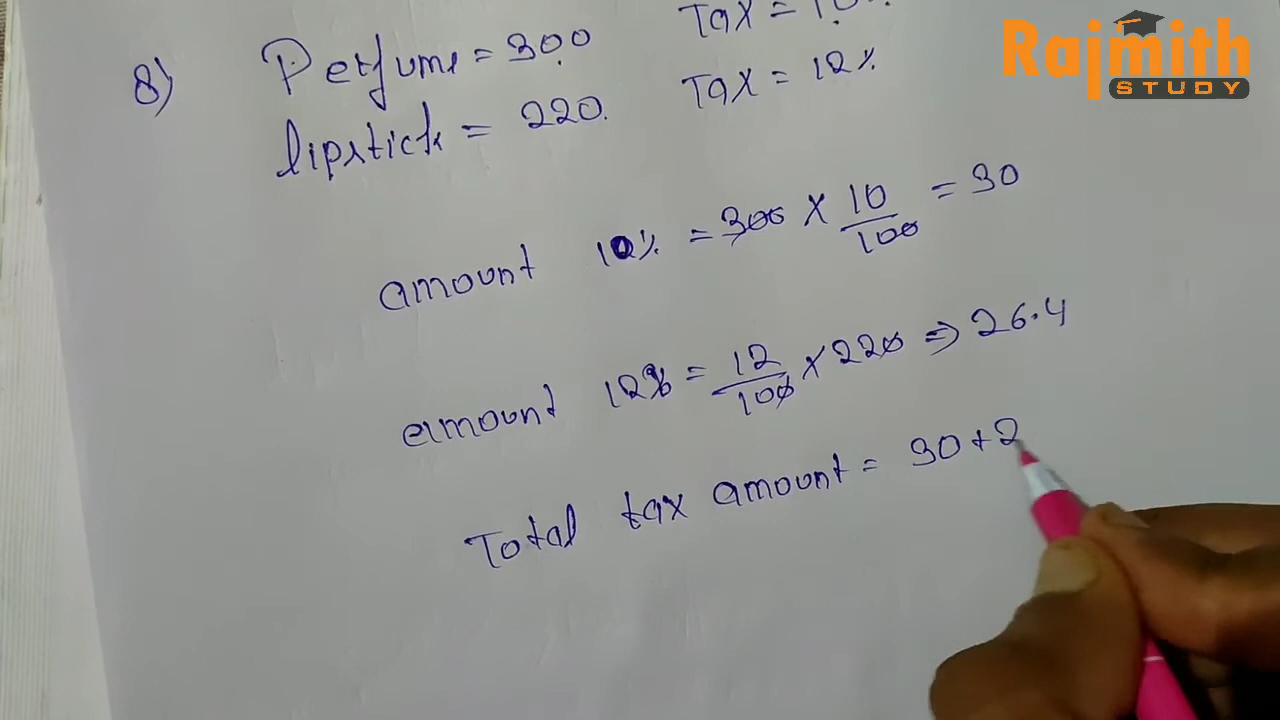 Tax = 10%
8) Perfume = 300
Tax = 12%
lipstick = 220.
amount 10% = 300 X 10/100 = 30
amount 12% = 12/100 X 220 => 26.4
Total tax amount = 30 + 2
Rajmith
STUDY